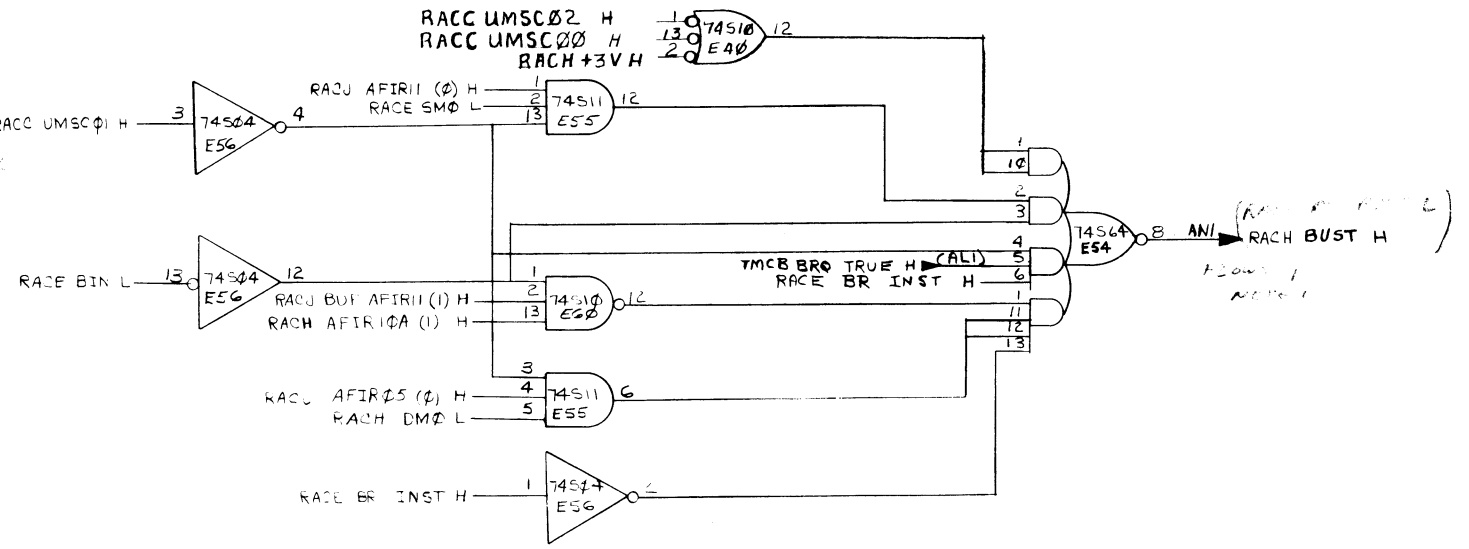 RACC UMSCØ2 H
RACC UMSCØØ H
RACH +3V H
1
13
2
74S1Ø
E4Ø
12
RACJ AFIR11 (Ø) H
RACE SMØ L
1
2
13
74S11
E55
12
RACC UMSCØ1 H
3
74SØ4
E56
4
1
1Ø
2
3
4
5
6
1
11
12
13
74S64
E54
8
AN1
RACH BUST H
TMCB BRQ TRUE H
(AL1)
RACE BR INST H
RACE BIN L
13
74SØ4
E56
12
RACJ BUF AFIR11 (1) H
RACH AFIR1ØA (1) H
1
2
13
74S1Ø
E6Ø
12
AFIRØ5 (Ø) H
RACH DMØ L
3
4
5
74S11
E55
6
RACE BR INST H
1
74SØ4
E56